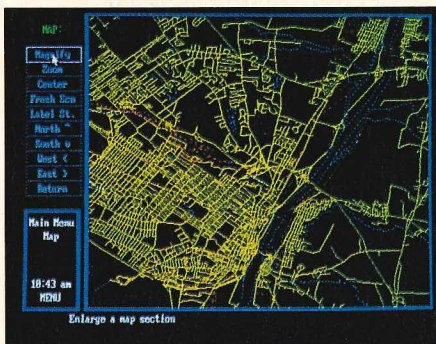 MAP:
Magnify
Zoom
Center
Fresh Scn
Label St.
North ^
South v
West <
East >
Return
Main Menu
Map
10:43 am
MENU
Enlarge a map section